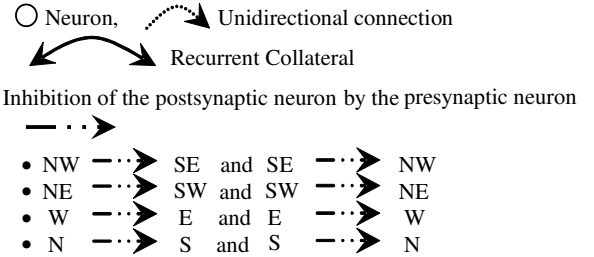 Neuron, Unidirectional connection
Recurrent Collateral
Inhibition of the postsynaptic neuron by the presynaptic neuron
• NW SE and SE NW
• NE SW and SW NE
• W E and E W
• N S and S N